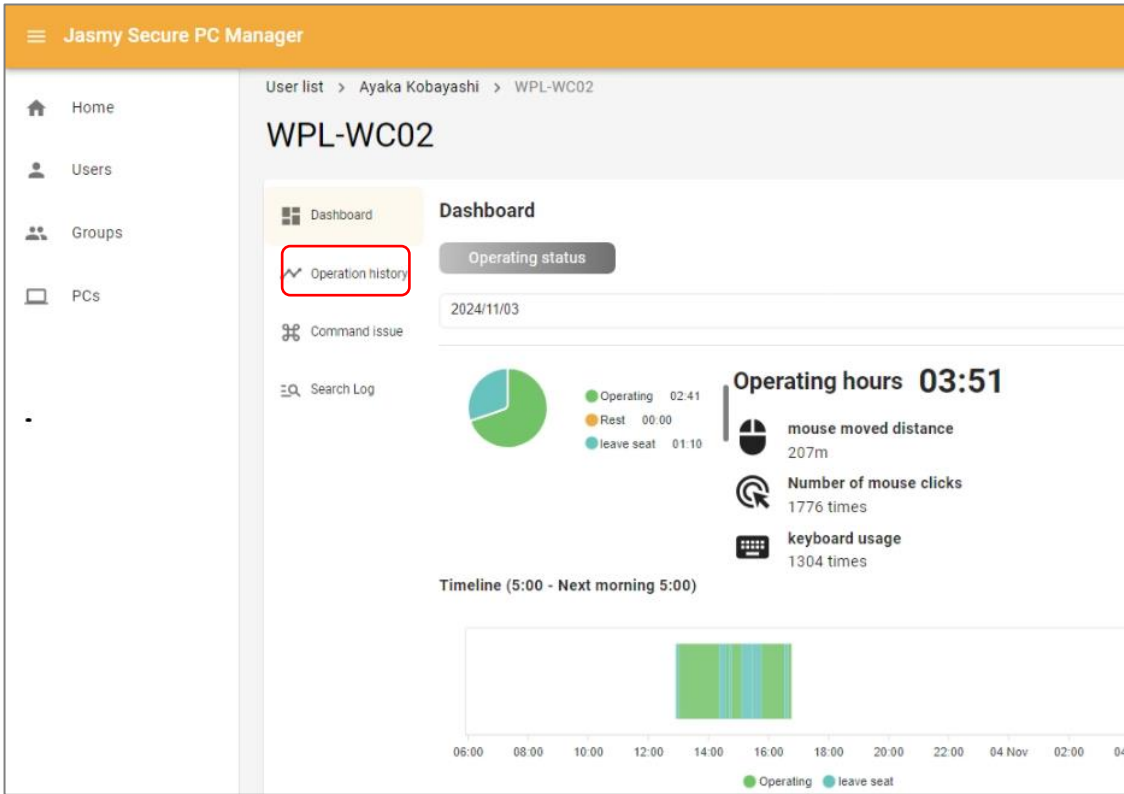 Jasmy Secure PC Manager
Home
Users
Groups
PCs
User list > Ayaka Kobayashi > WPL-WC02
WPL-WC02
Dashboard
Operation history
Command issue
Search Log
Dashboard
Operating status
2024/11/03
Operating 02:41
Rest 00:00
leave seat 01:10
Operating hours 03:51
mouse moved distance
207m
Number of mouse clicks
1776 times
keyboard usage
1304 times
Timeline (5:00 - Next morning 5:00)
06:00 08:00 10:00 12:00 14:00 16:00 18:00 20:00 22:00 04 Nov 02:00 04
Operating leave seat